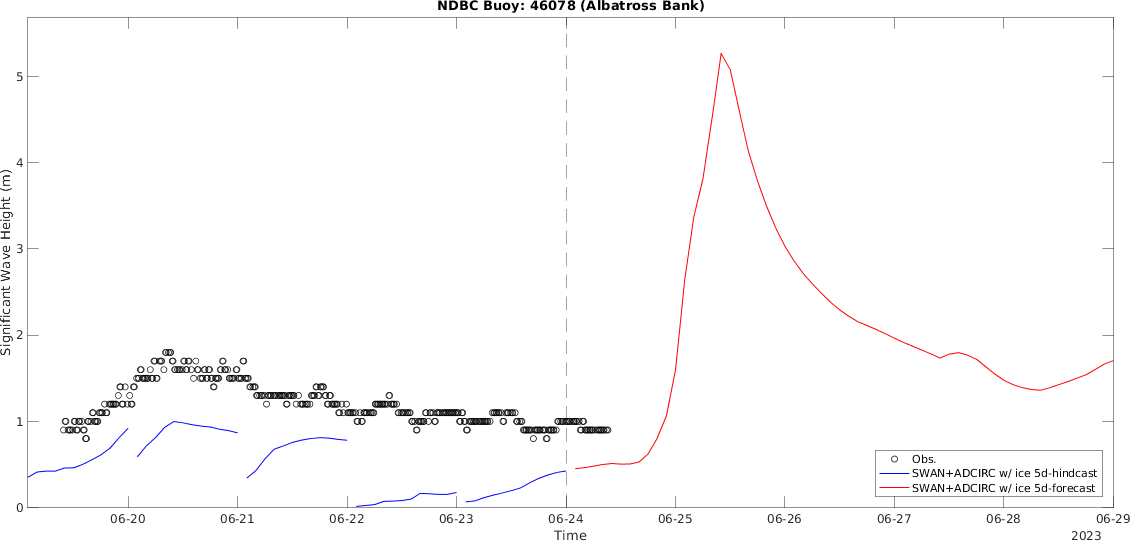 NDBC Buoy: 46078 (Albatross Bank)
Significant Wave Height (m)
5
4
3
2
1
0
Obs.
SWAN+ADCIRC w/ ice 5d-hindcast
SWAN+ADCIRC w/ ice 5d-forecast
06-20 06-21 06-22 06-23 06-24 06-25 06-26 06-27 06-28 06-29
Time
2023